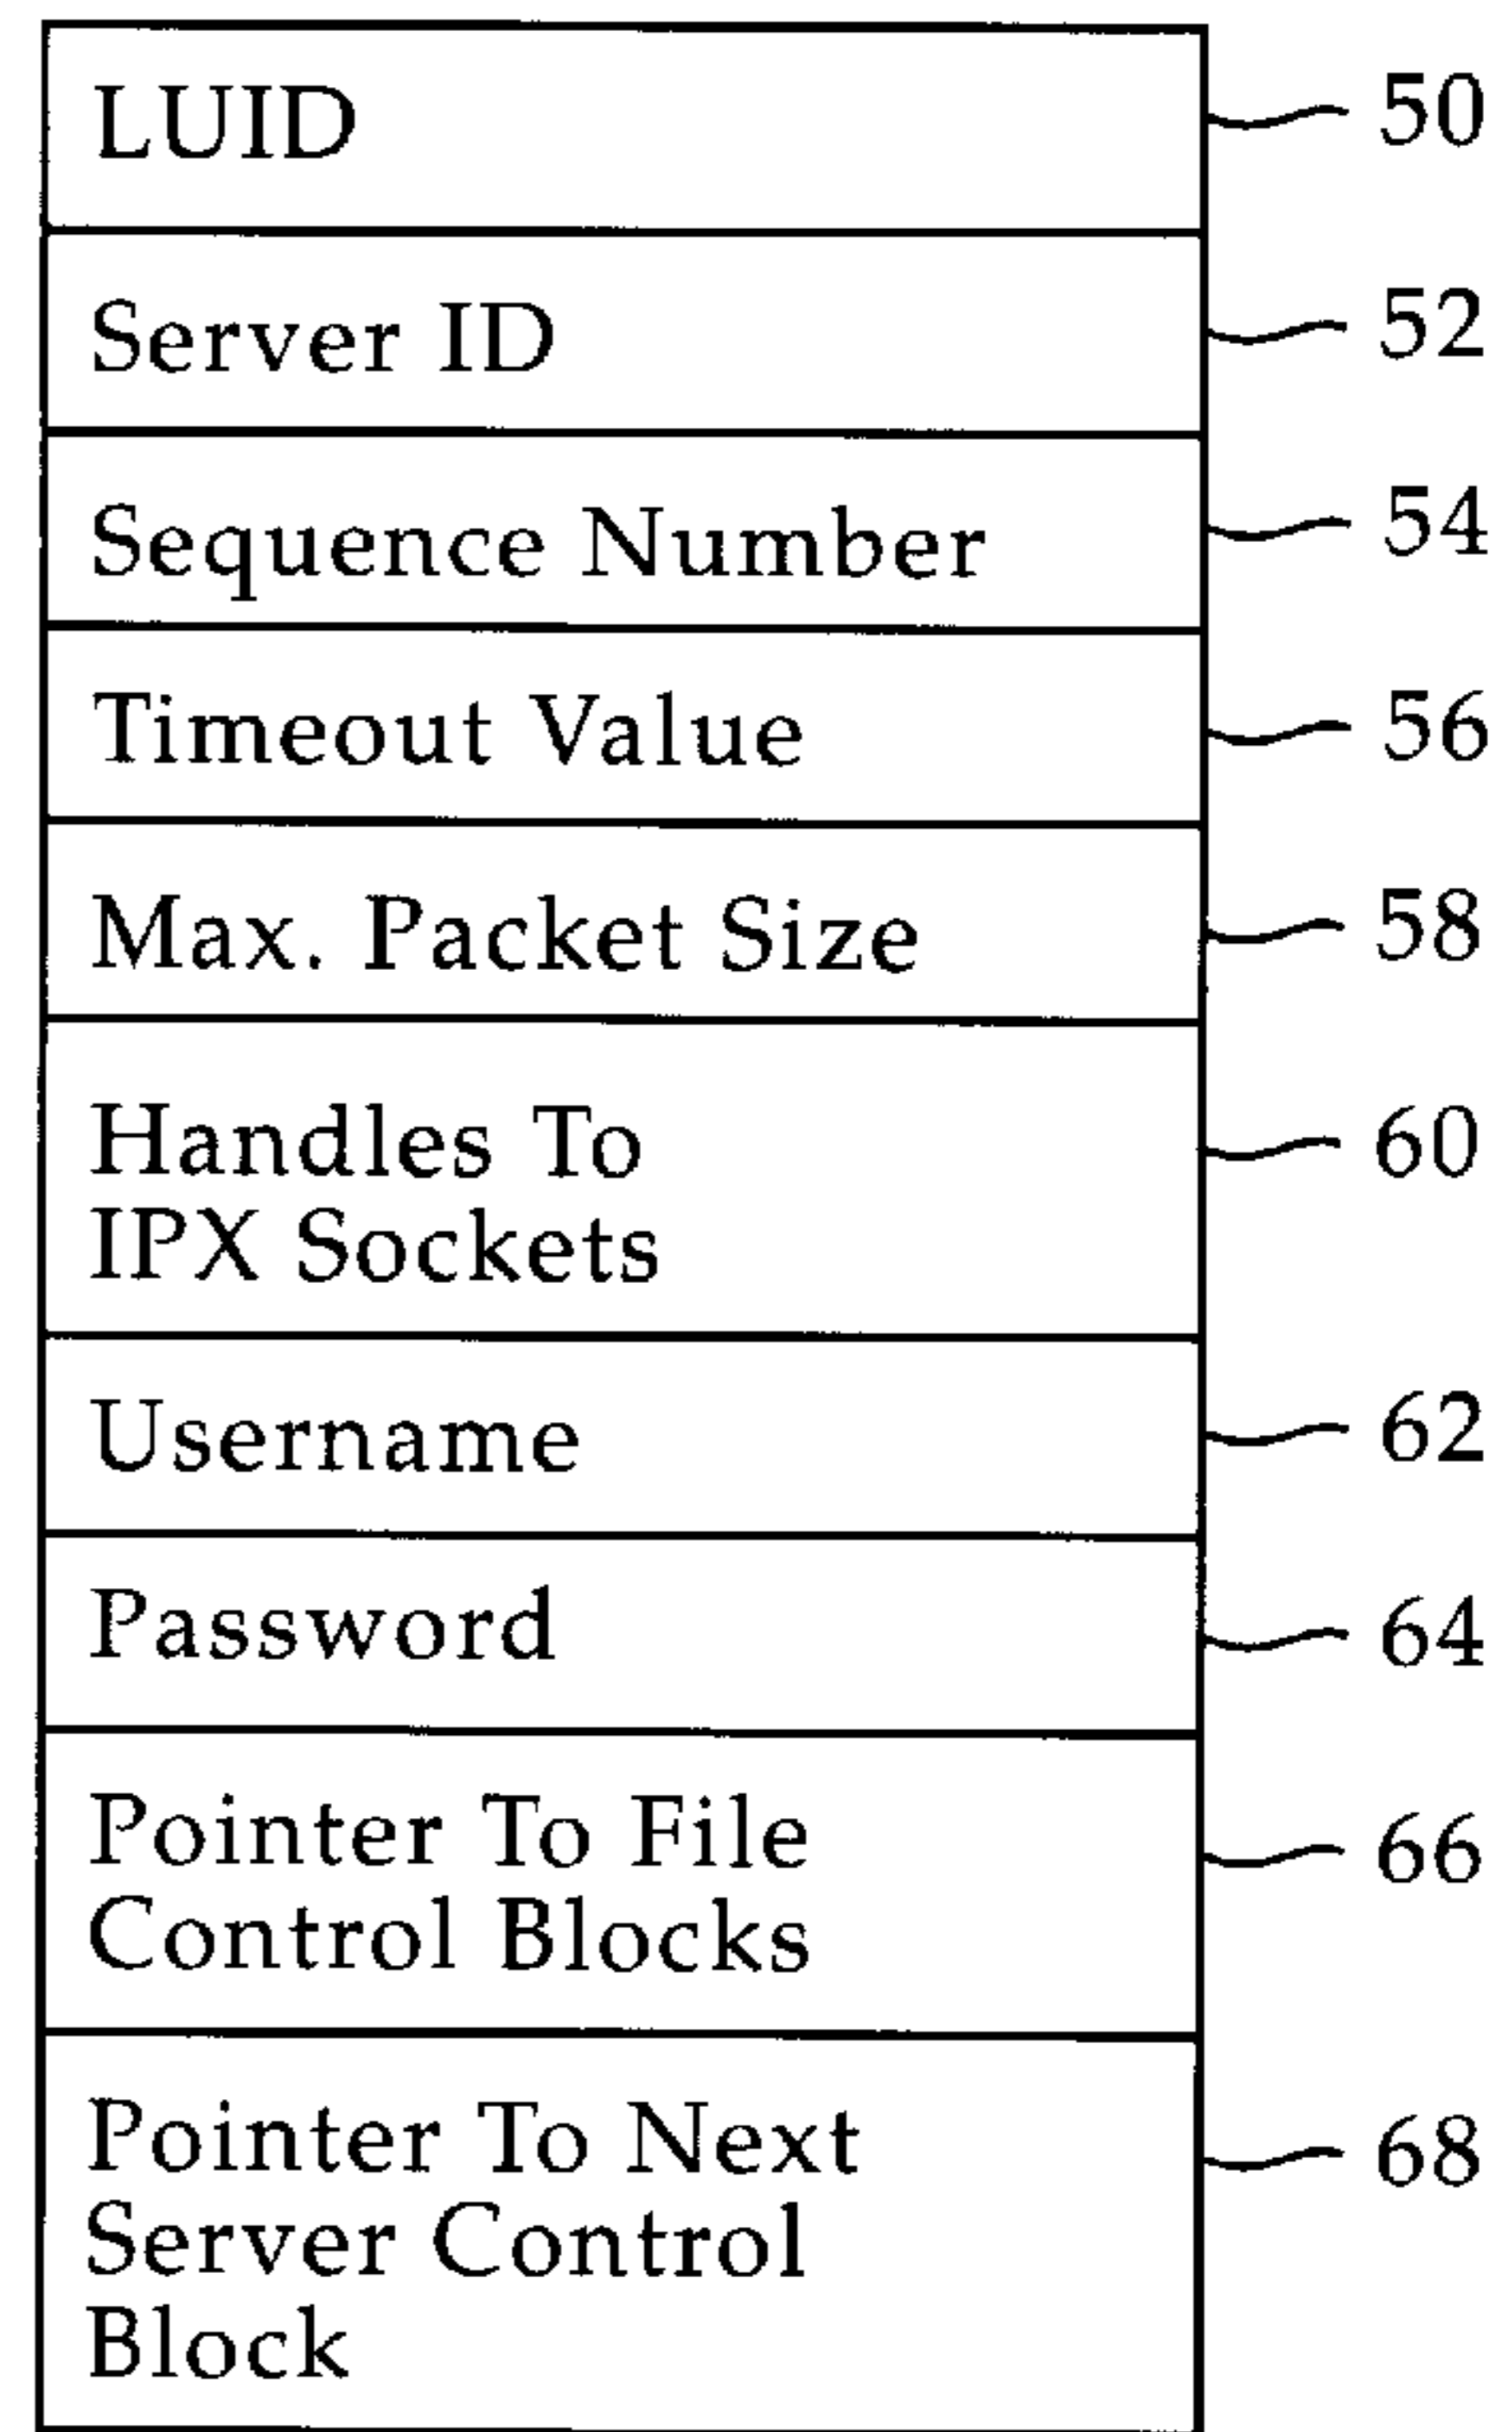 LUID 50
Server ID 52
Sequence Number 54
Timeout Value 56
Max. Packet Size 58
Handles To 60
IPX Sockets
Username 62
Password 64
Pointer To File 66
Control Blocks
Pointer To Next 68
Server Control
Block